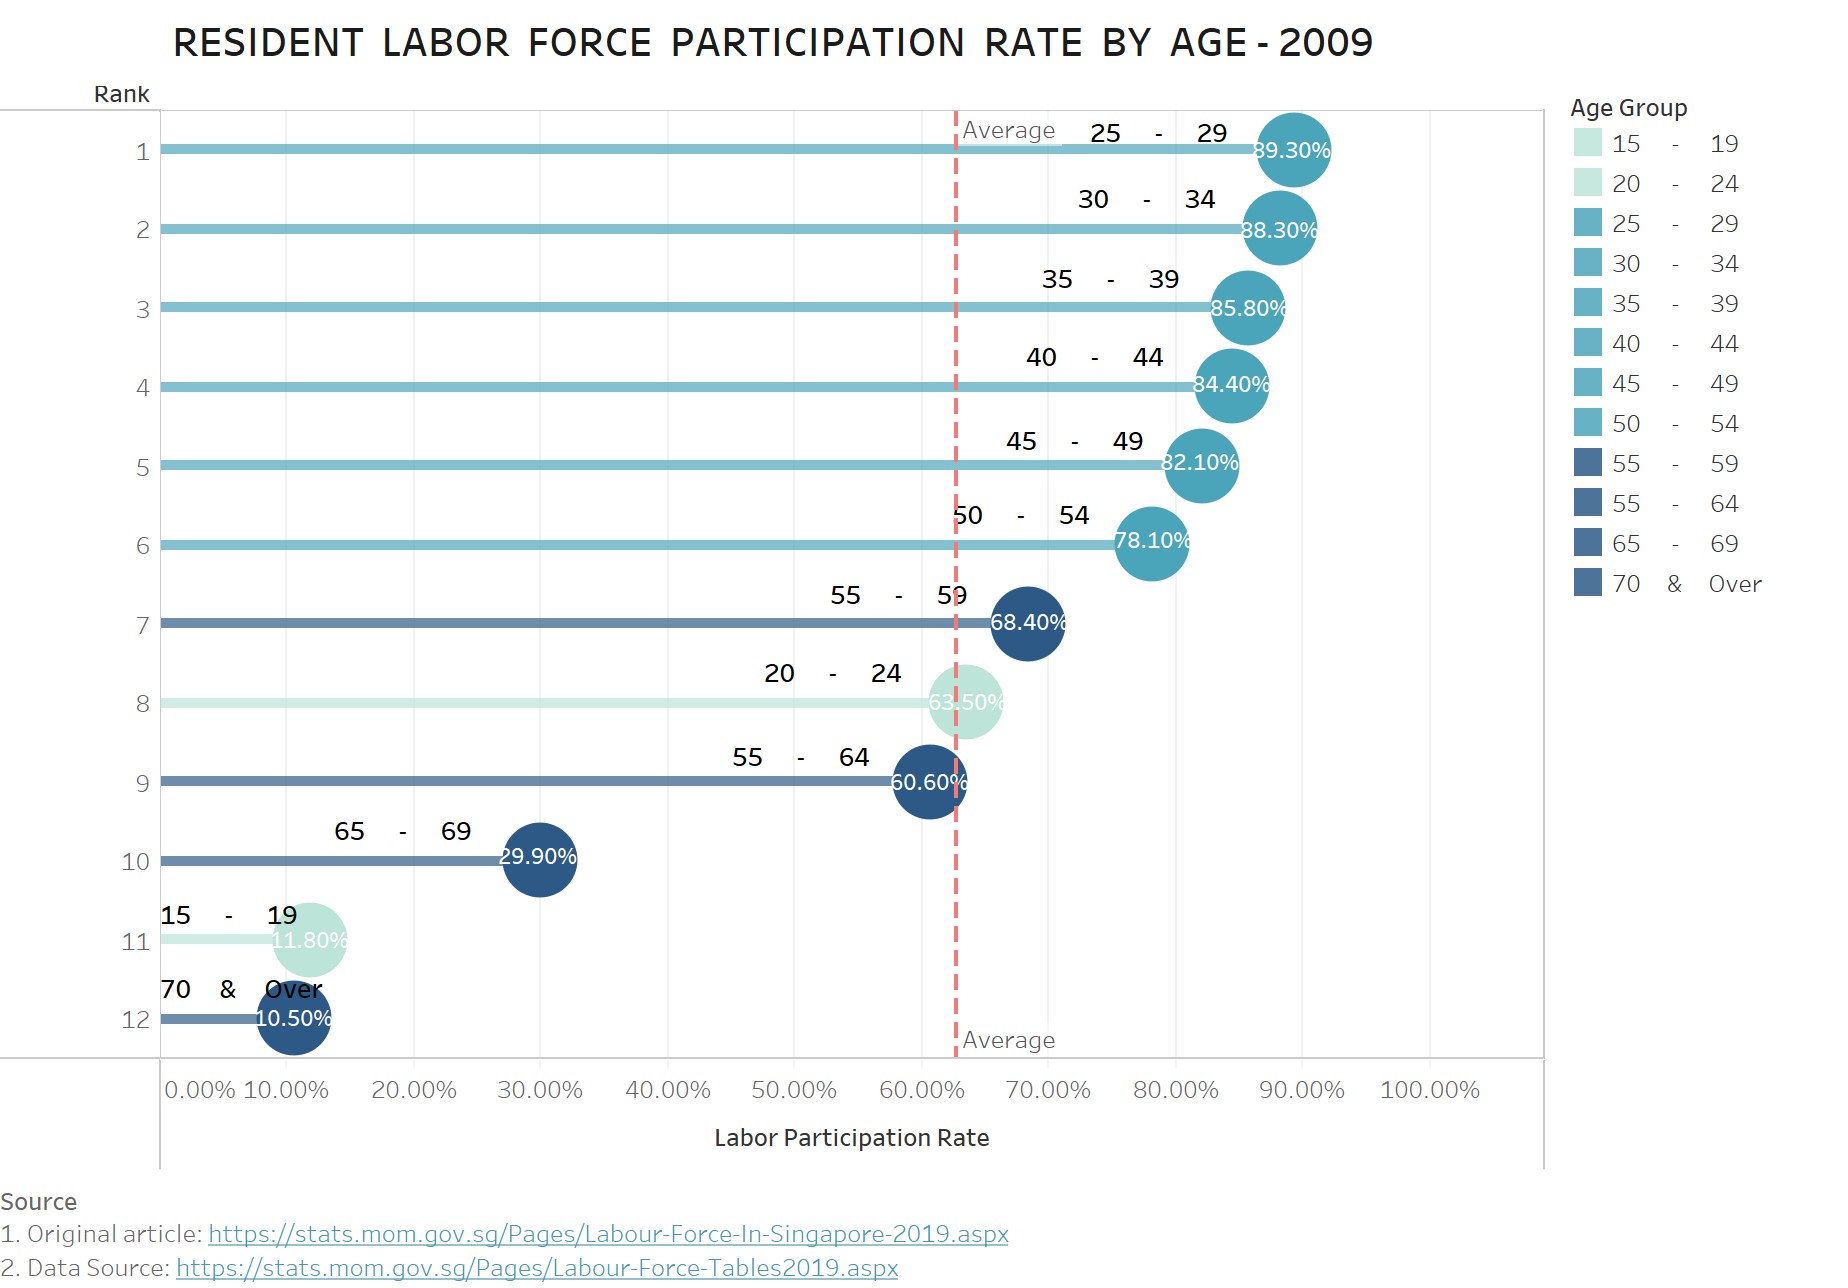 RESIDENT LABOR FORCE PARTICIPATION RATE BY AGE - 2009
Rank
Average
1 25 - 29 89.30%
2 30 - 34 88.30%
3 35 - 39 85.80%
4 40 - 44 84.40%
5 45 - 49 82.10%
6 50 - 54 78.10%
7 55 - 59 68.40%
8 20 - 24 63.50%
9 55 - 64 60.60%
10 65 - 69 29.90%
11 15 - 19 11.80%
12 70 & Over 10.50%
Average
0.00% 10.00% 20.00% 30.00% 40.00% 50.00% 60.00% 70.00% 80.00% 90.00% 100.00%
Labor Participation Rate
Age Group
15 - 19
20 - 24
25 - 29
30 - 34
35 - 39
40 - 44
45 - 49
50 - 54
55 - 59
55 - 64
65 - 69
70 & Over
Source
1. Original article: https://stats.mom.gov.sg/Pages/Labour-Force-In-Singapore-2019.aspx
2. Data Source: https://stats.mom.gov.sg/Pages/Labour-Force-Tables2019.aspx